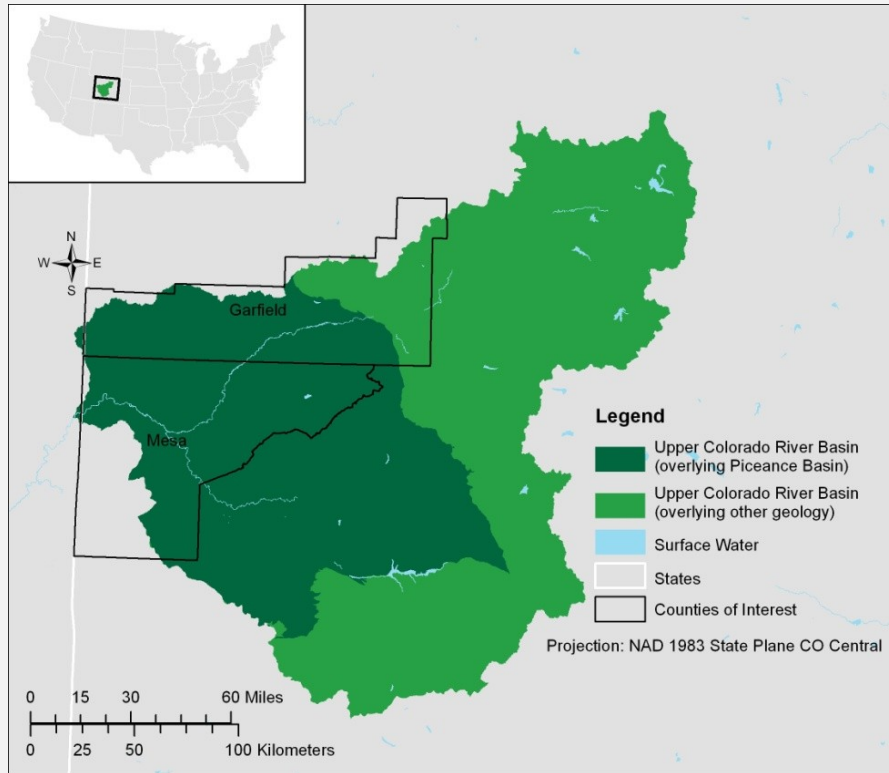 N
W E
S
Garfield
Mesa
Legend
Upper Colorado River Basin
(overlying Piceance Basin)
Upper Colorado River Basin
(overlying other geology)
Surface Water
States
Counties of Interest
Projection: NAD 1983 State Plane CO Central
0 15 30 60 Miles
0 25 50 100 Kilometers